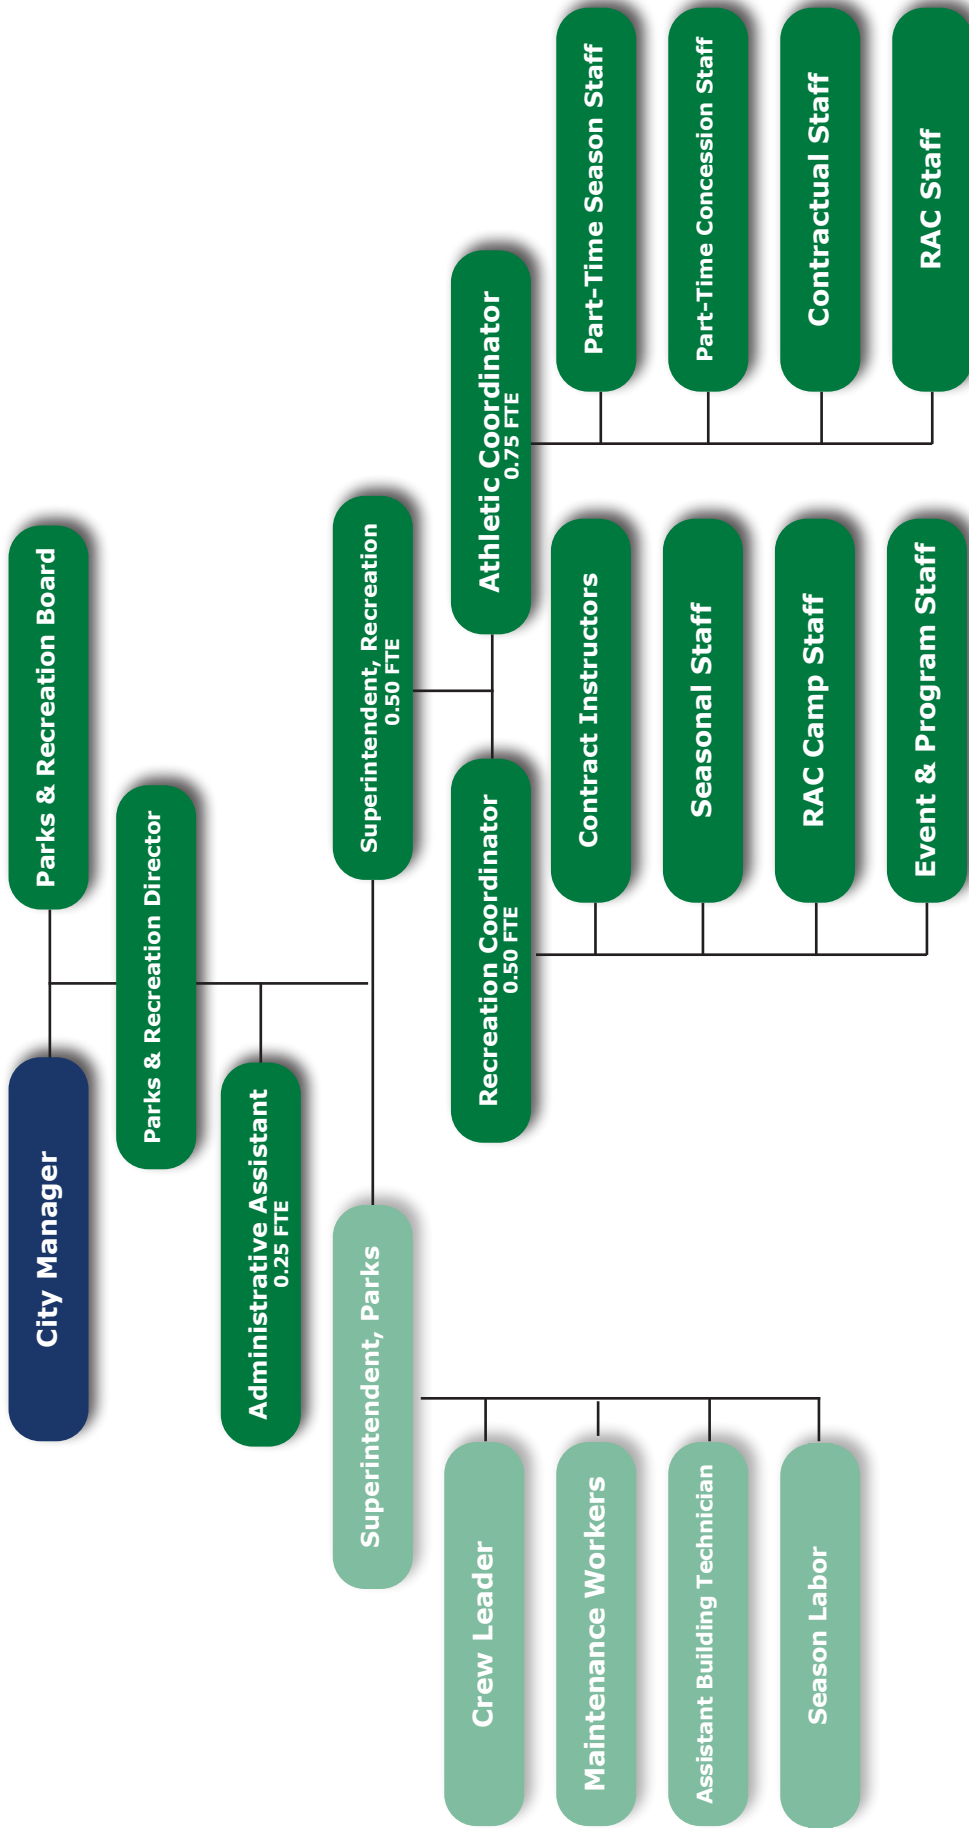 City Manager
Parks & Recreation Board
Parks & Recreation Director
Administrative Assistant
0.25 FTE
Superintendent, Parks
Superintendent, Recreation
0.50 FTE
Crew Leader
Maintenance Workers
Assistant Building Technician
Season Labor
Recreation Coordinator
0.50 FTE
Athletic Coordinator
0.75 FTE
Contract Instructors
Seasonal Staff
RAC Camp Staff
Event & Program Staff
Part-Time Season Staff
Part-Time Concession Staff
Contractual Staff
RAC Staff